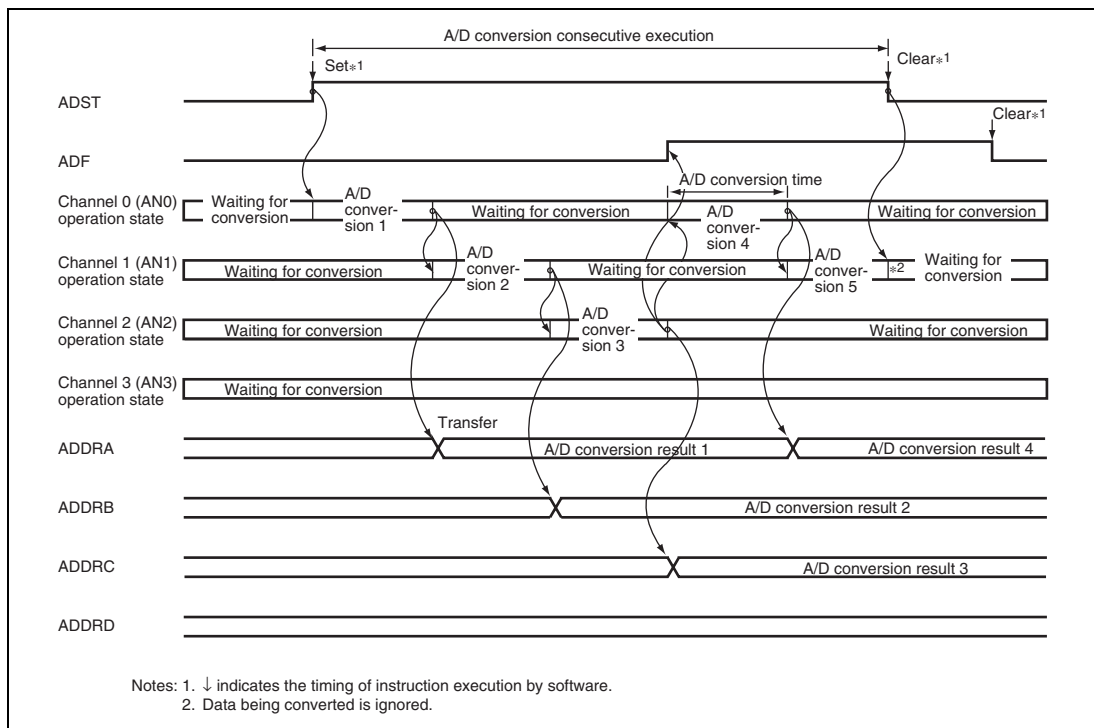 A/D conversion consecutive execution
Set*1
Clear*1
ADST
Clear*1
ADF
A/D conversion time
Channel 0 (AN0)
operation state
Waiting for
conversion
A/D
conver-
sion 1
Waiting for conversion
A/D
conver-
sion 4
Waiting for conversion
Channel 1 (AN1)
operation state
Waiting for conversion
A/D
conver-
sion 2
Waiting for conversion
A/D
conver-
sion 5
*2
Waiting for
conversion
Channel 2 (AN2)
operation state
Waiting for conversion
A/D
conver-
sion 3
Waiting for conversion
Channel 3 (AN3)
operation state
Waiting for conversion
Transfer
ADDRA
A/D conversion result 1
A/D conversion result 4
ADDRB
A/D conversion result 2
ADDRC
A/D conversion result 3
ADDRD
Notes: 1. ↓ indicates the timing of instruction execution by software.
2. Data being converted is ignored.